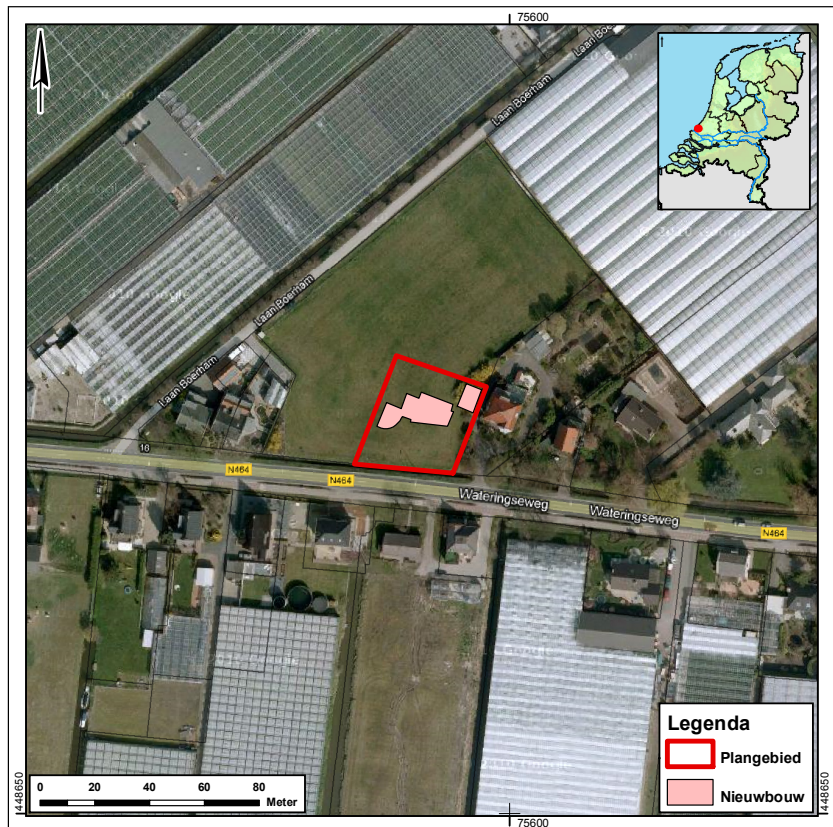 75600
Laan Boerham
Laan Boerham
Laan Boerham
Laan Boerham
16
N464
N464
Wateringseweg
Wateringseweg
N464
Legenda
Plangebied
Nieuwbouw
0 20 40 60 80
Meter
448650
448650
75600